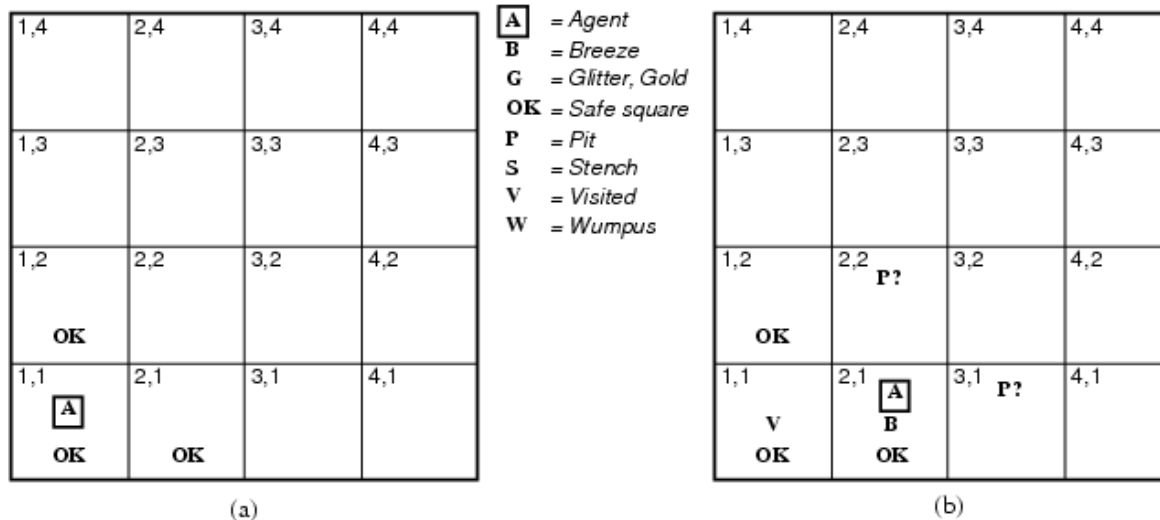 1,4 2,4 3,4 4,4
1,3 2,3 3,3 4,3
1,2 2,2 3,2 4,2
OK
1,1 2,1 3,1 4,1
A
OK OK
(a)
A = Agent
B = Breeze
G = Glitter, Gold
OK = Safe square
P = Pit
S = Stench
V = Visited
W = Wumpus
1,4 2,4 3,4 4,4
1,3 2,3 3,3 4,3
1,2 2,2 3,2 4,2
P?
OK
1,1 2,1 3,1 4,1
A P?
V B
OK OK
(b)